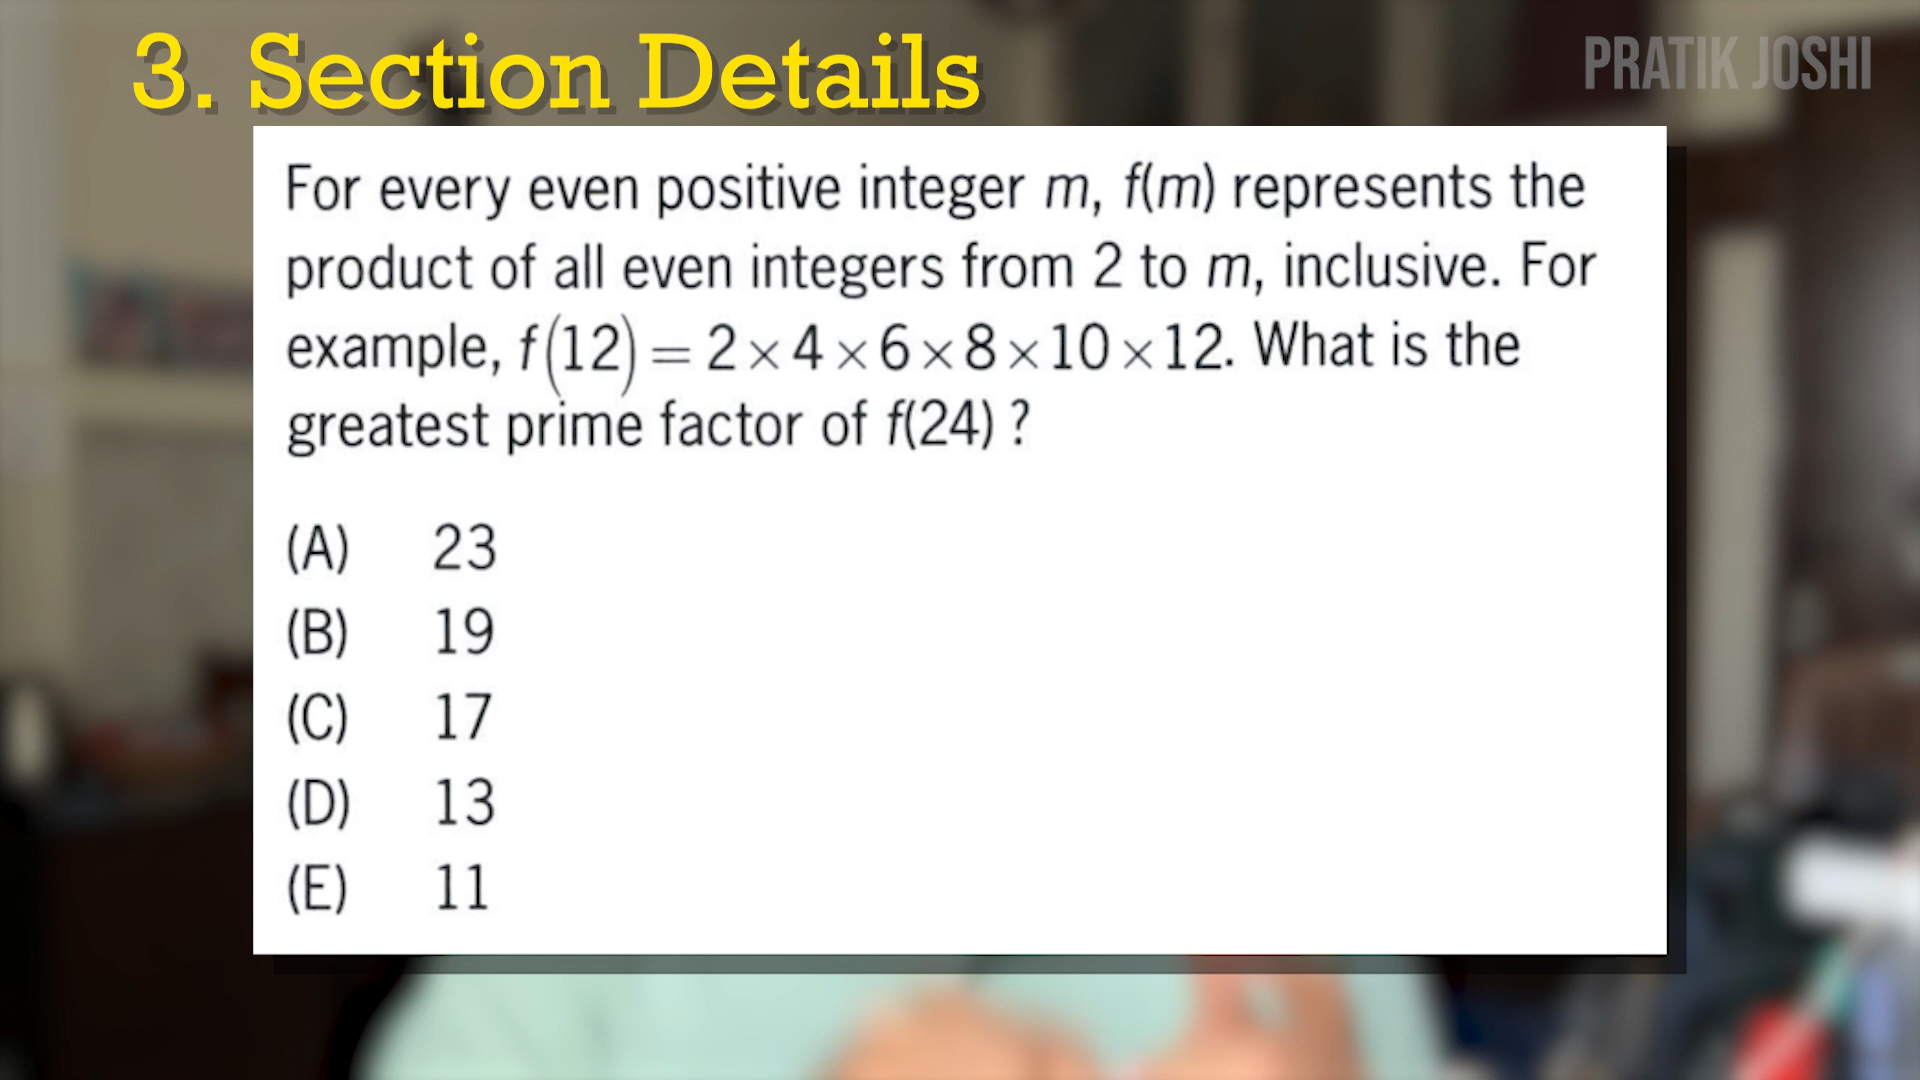 3. Section Details
PRATIK JOSHI
For every even positive integer m, f(m) represents the
product of all even integers from 2 to m, inclusive. For
example, f(12) = 2 × 4 × 6 × 8 × 10 × 12. What is the
greatest prime factor of f(24) ?
(A) 23
(B) 19
(C) 17
(D) 13
(E) 11